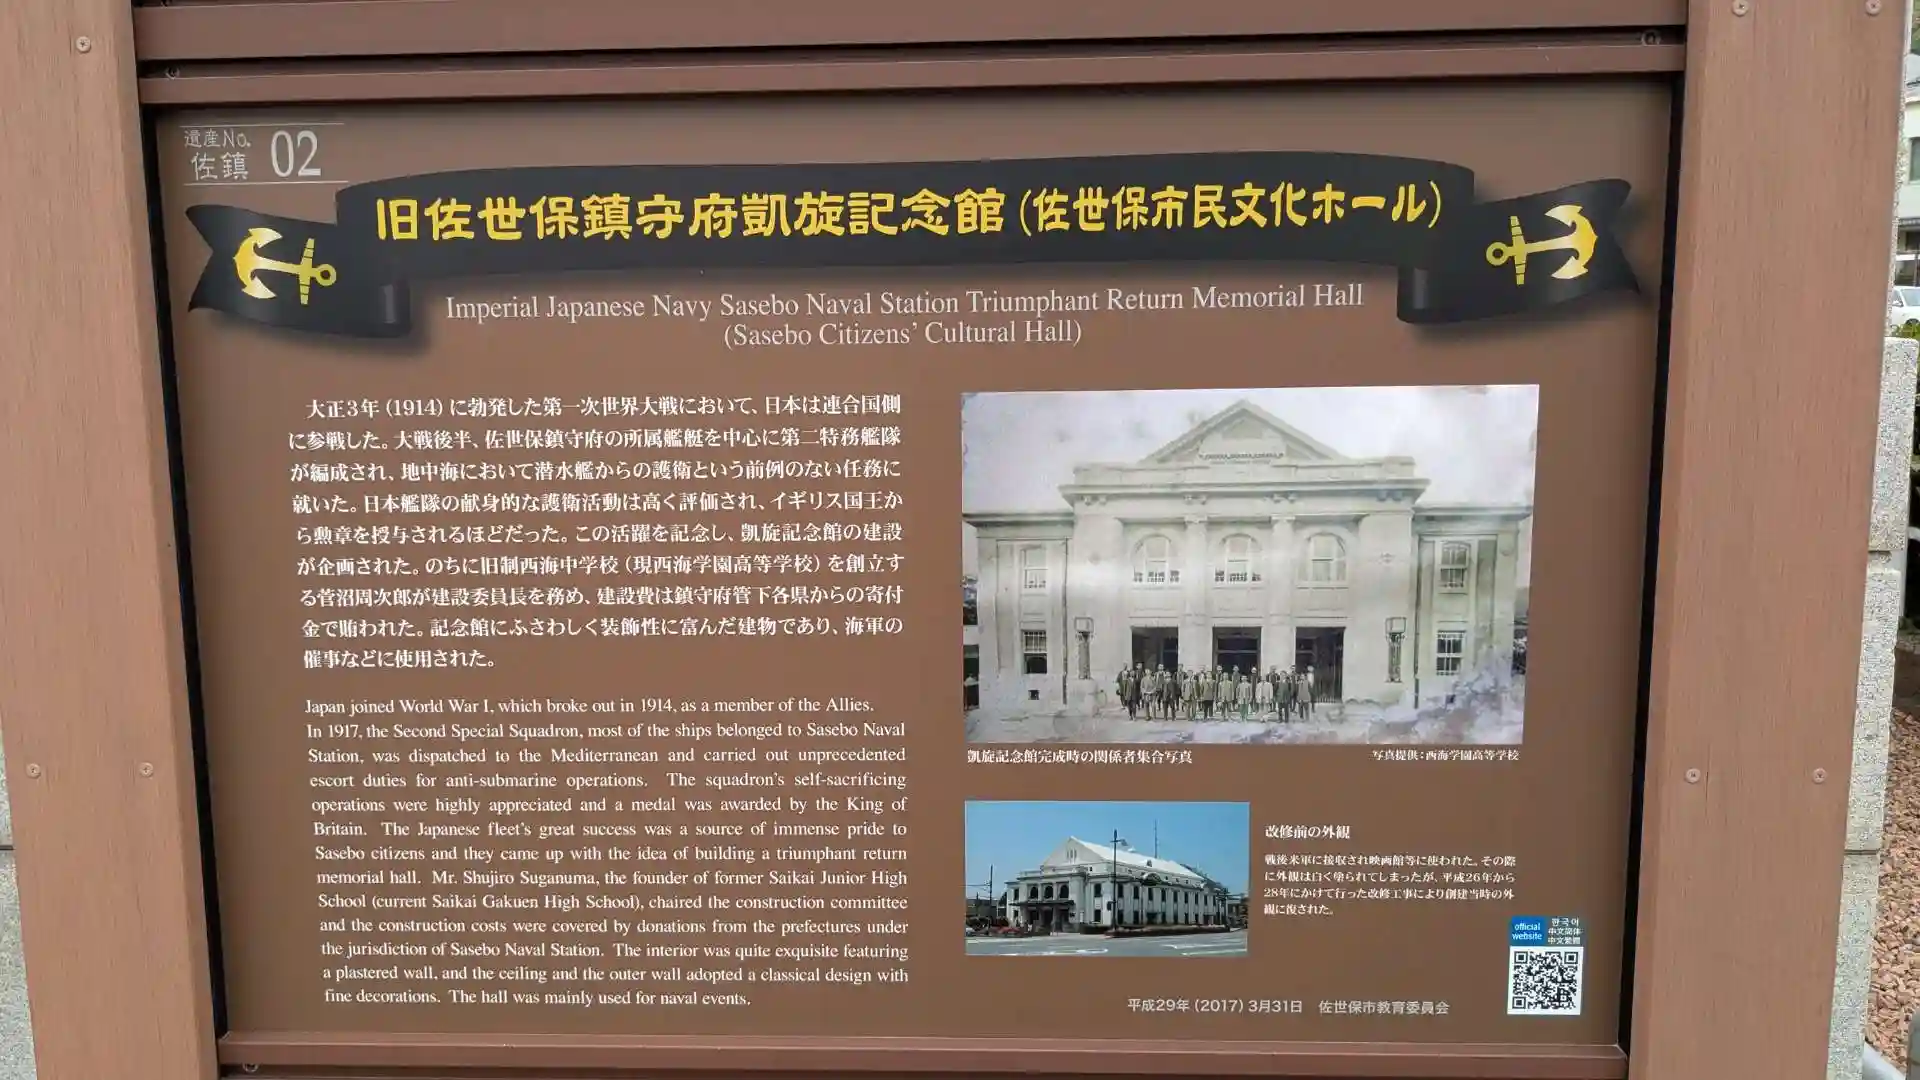 遺産No.
佐鎮 02
旧佐世保鎮守府凱旋記念館(佐世保市民文化ホール)
Imperial Japanese Navy Sasebo Naval Station Triumphant Return Memorial Hall
(Sasebo Citizens' Cultural Hall)
大正3年(1914)に勃発した第一次世界大戦において、日本は連合国側
に参戦した。大戦後半、佐世保鎮守府の所属艦艇を中心に第二特務艦隊
が編成され、地中海において潜水艦からの護衛という前例のない任務に
就いた。日本艦隊の献身的な護衛活動は高く評価され、イギリス国王か
ら勲章を授与されるほどだった。この活躍を記念し、凱旋記念館の建設
が企画された。のちに旧制西海中学校(現西海学園高等学校)を創立す
る菅沼周次郎が建設委員長を務め、建設費は鎮守府管下各県からの寄付
金で賄われた。記念館にふさわしく装飾性に富んだ建物であり、海軍の
催事などに使用された。
Japan joined World War I, which broke out in 1914, as a member of the Allies.
In 1917, the Second Special Squadron, most of the ships belonged to Sasebo Naval
Station, was dispatched to the Mediterranean and carried out unprecedented
escort duties for anti-submarine operations. The squadron's self-sacrificing
operations were highly appreciated and a medal was awarded by the King of
Britain. The Japanese fleet's great success was a source of immense pride to
Sasebo citizens and they came up with the idea of building a triumphant return
memorial hall. Mr. Shujiro Suganuma, the founder of former Saikai Junior High
School (current Saikai Gakuen High School), chaired the construction committee
and the construction costs were covered by donations from the prefectures under
the jurisdiction of Sasebo Naval Station. The interior was quite exquisite featuring
a plastered wall, and the ceiling and the outer wall adopted a classical design with
fine decorations. The hall was mainly used for naval events.
凱旋記念館完成時の関係者集合写真
写真提供:西海学園高等学校
改修前の外観
戦後米軍に接収され映画館等に使われた。その際
に外観は白く塗られてしまったが、平成26年から
28年にかけて行った改修工事により創建当時の外
観に復された。
official
website
한국어
中文简体
中文繁體
平成29年(2017)3月31日 佐世保市教育委員会